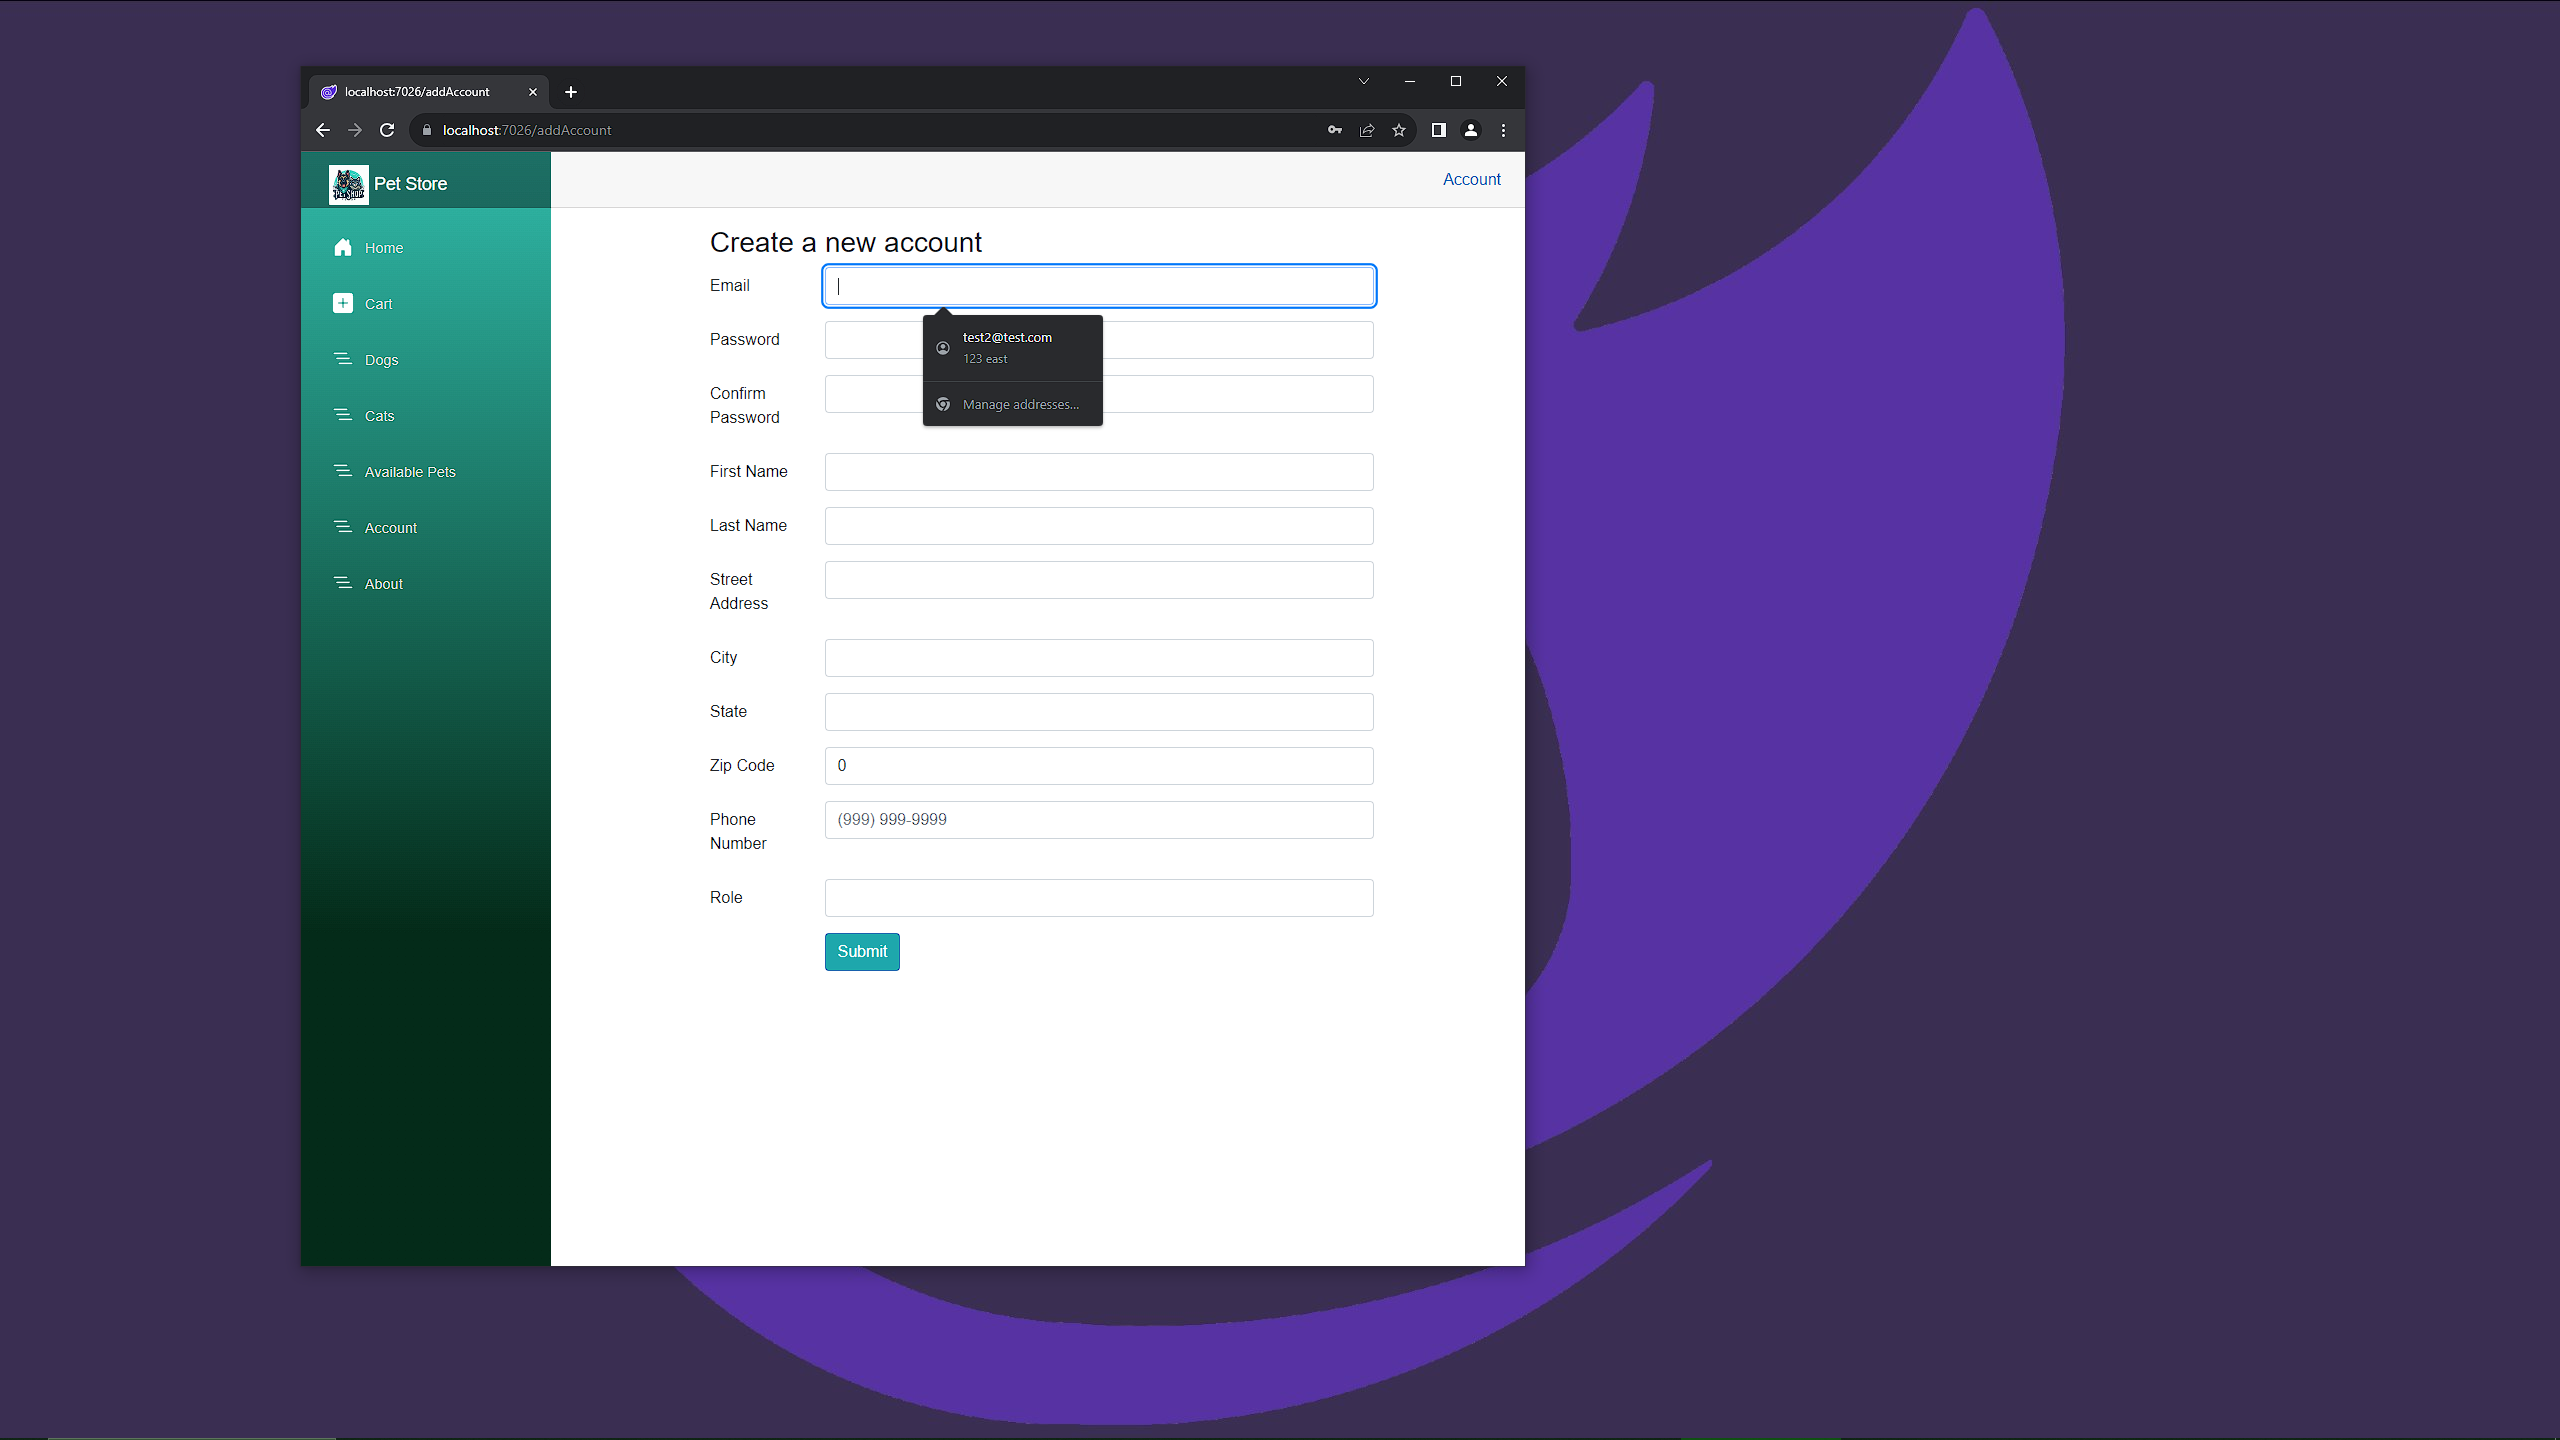 localhost:7026/addAccount
localhost:7026/addAccount
PETSHOP
Pet Store
Account
Home
Cart
Dogs
Cats
Available Pets
Account
About
Create a new account
Email
test2@test.com
123 east
Manage addresses...
Password
Confirm
Password
First Name
Last Name
Street
Address
City
State
Zip Code
0
Phone
Number
(999) 999-9999
Role
Submit